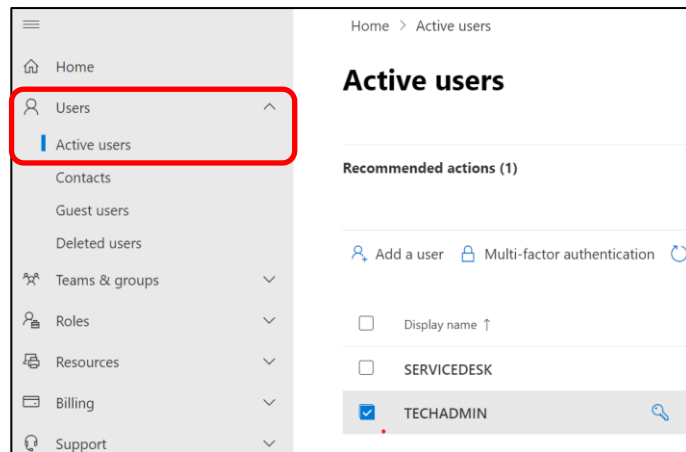 Home > Active users
Home
Users
Active users
Contacts
Guest users
Deleted users
Teams & groups
Roles
Resources
Billing
Support
Active users
Recommended actions (1)
Add a user Multi-factor authentication
Display name ↑
SERVICEDESK
TECHADMIN